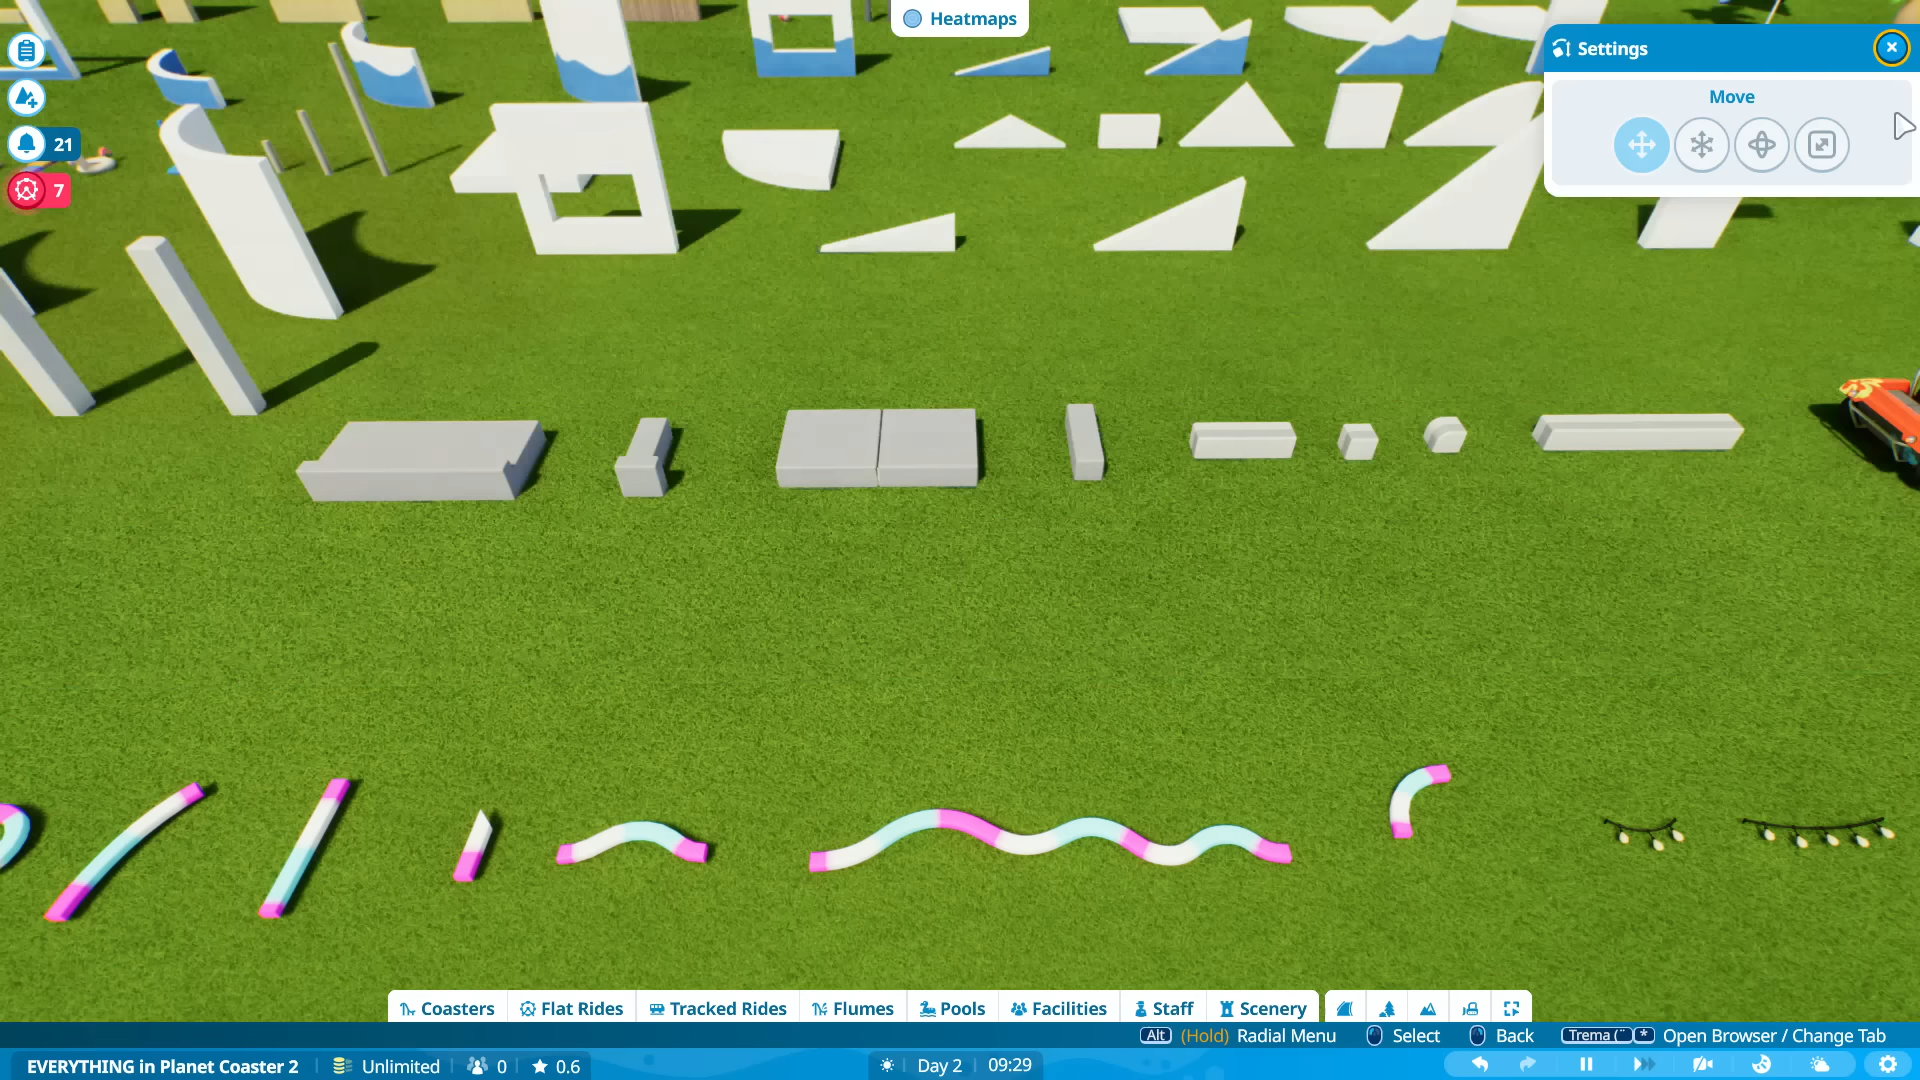 Heatmaps
Settings
Move
21
7
Coasters
Flat Rides
Tracked Rides
Flumes
Pools
Facilities
Staff
Scenery
Alt (Hold) Radial Menu
Select
Back
Trema (¨) * Open Browser / Change Tab
EVERYTHING in Planet Coaster 2
Unlimited
0
0.6
Day 2
09:29